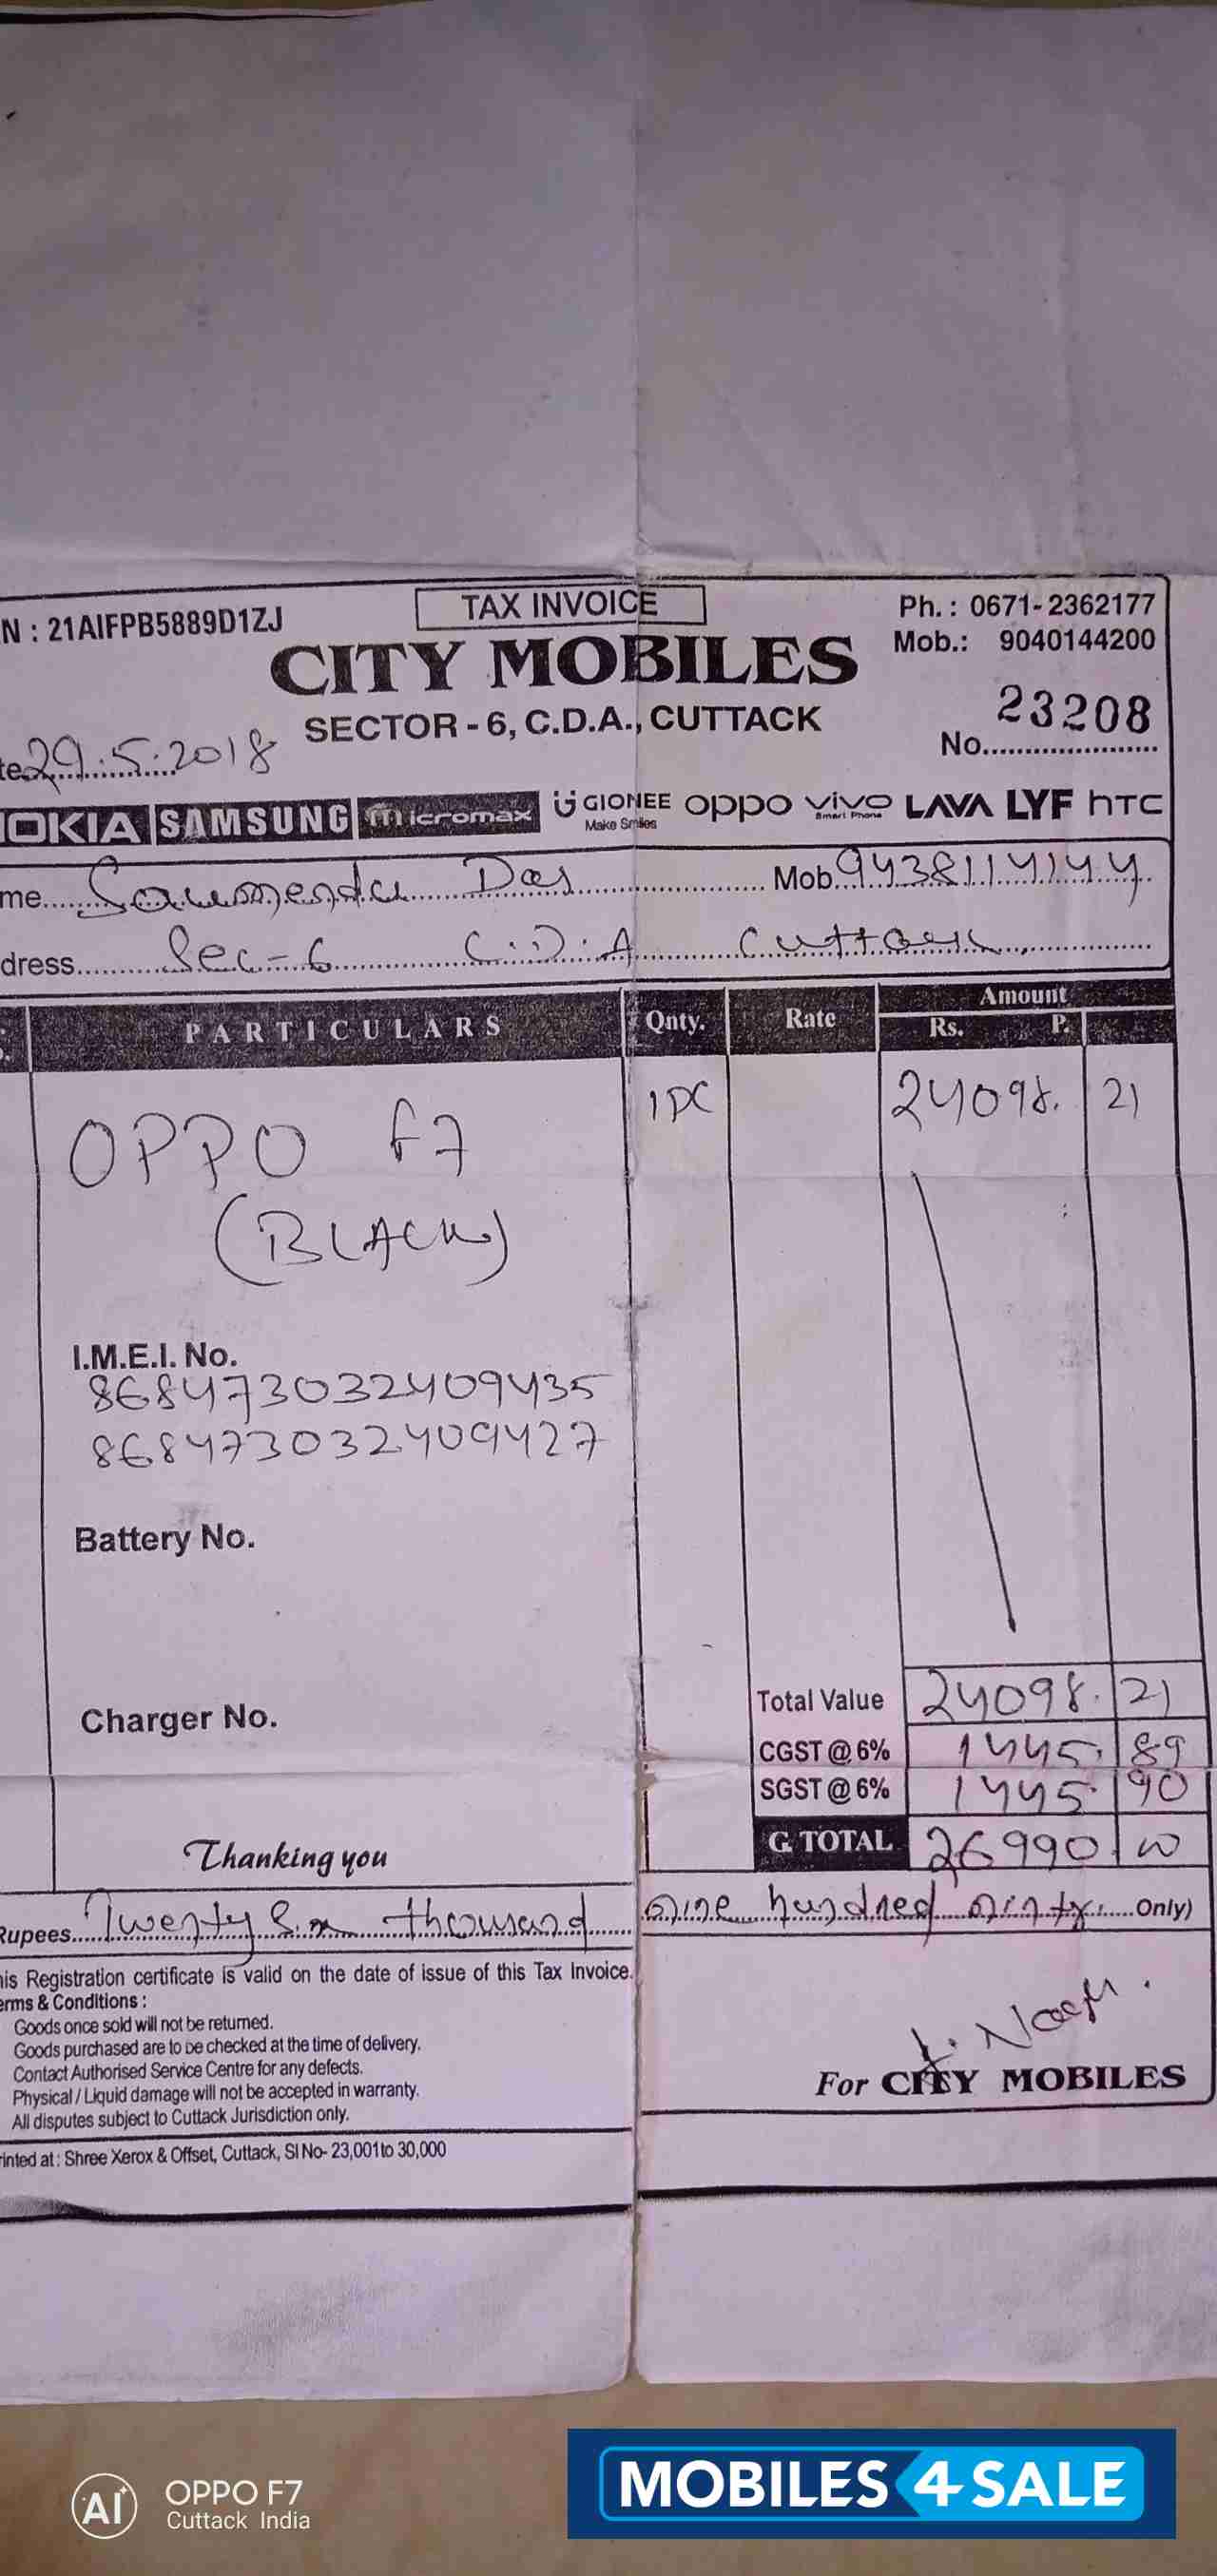 TAX INVOICE
N : 21AIFPB5889D1ZJ
Ph. : 0671-2362177
Mob.: 9040144200
CITY MOBILES
SECTOR - 6, C.D.A., CUTTACK
23208
No.....................
te 29.5.2018
OKIA SAMSUNG micromax GIONEE Make Smiles oppo vivo Smart Phone LAVA LYF hTC
me Das Mob 9438114144
dress Sec-6 C.D.A Cuttack
PARTICULARS Qnty. Rate Amount
Rs. P.
OPPO F7 1PC 24098. 21
(BLACK)
I.M.E.I. No.
868473032409435
868473032409427
Battery No.
Charger No.
Total Value 24098. 21
CGST @ 6% 1445. 89
SGST @ 6% 1445. 90
G. TOTAL 26990. 00
Thanking you
Rupees Twenty Six thousand nine hundred ninty Only)
his Registration certificate is valid on the date of issue of this Tax Invoice.
erms & Conditions :
Goods once sold will not be returned.
Goods purchased are to be checked at the time of delivery.
Contact Authorised Service Centre for any defects.
Physical / Liquid damage will not be accepted in warranty.
All disputes subject to Cuttack Jurisdiction only.
For CITY MOBILES
rinted at : Shree Xerox & Offset, Cuttack, Sl No- 23,001 to 30,000
AI OPPO F7
Cuttack India
MOBILES 4 SALE